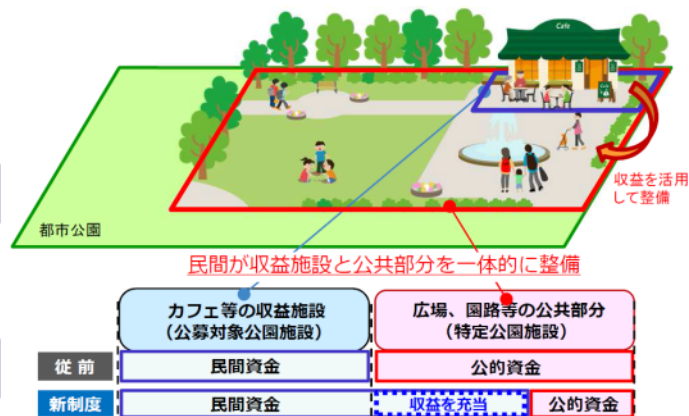 Cafe
収益を活用
して整備
都市公園
民間が収益施設と公共部分を一体的に整備
カフェ等の収益施設
（公募対象公園施設）
広場、園路等の公共部分
（特定公園施設）
従前
民間資金
公的資金
新制度
民間資金
収益を充当
公的資金